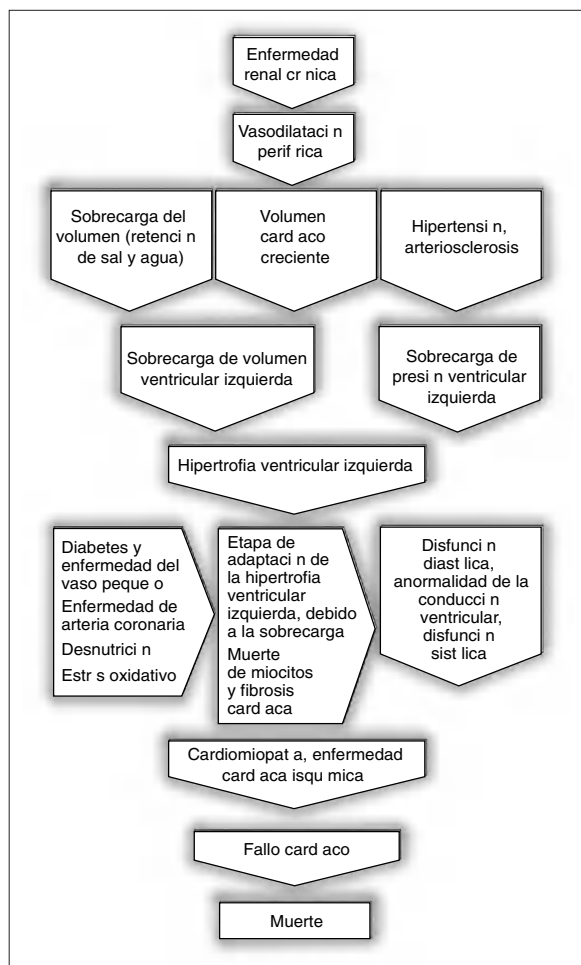 Enfermedad
renal cr nica
Vasodilataci n
perif rica
Sobrecarga del
volumen (retenci n
de sal y agua)
Volumen
card aco
creciente
Hipertensi n,
arteriosclerosis
Sobrecarga de volumen
ventricular izquierda
Sobrecarga de
presi n ventricular
izquierda
Hipertrofia ventricular izquierda
Diabetes y
enfermedad del
vaso peque o
Enfermedad de
arteria coronaria
Desnutrici n
Estr s oxidativo
Etapa de
adaptaci n de
la hipertrofia
ventricular
izquierda, debido
a la sobrecarga
Muerte
de miocitos
y fibrosis
card aca
Disfunci n
diast lica,
anormalidad de la
conducci n
ventricular,
disfunci n
sist lica
Cardiomiopat a, enfermedad
card aca isqu mica
Fallo card aco
Muerte